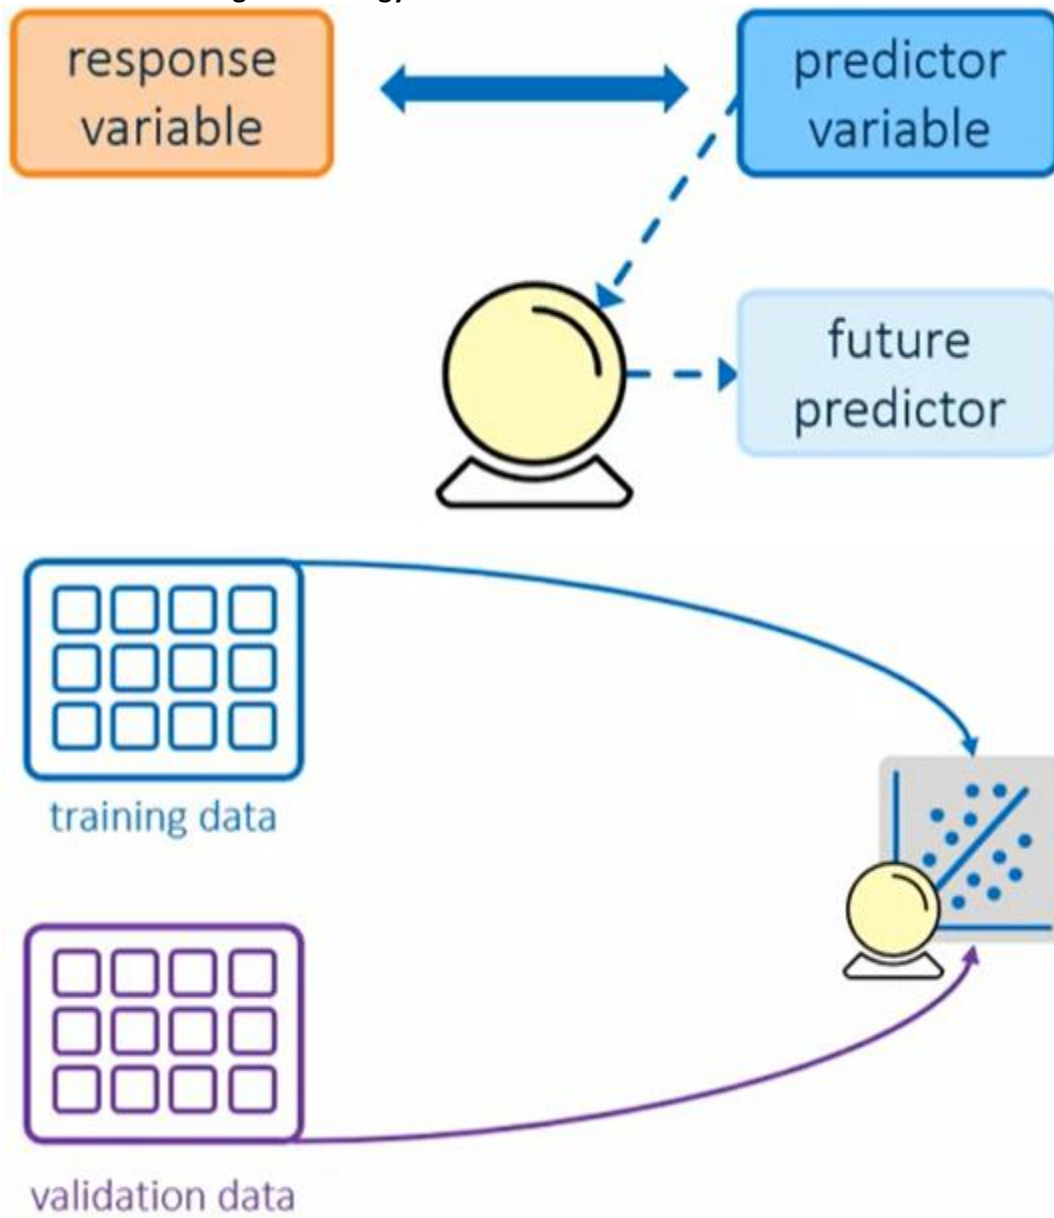 response
variable
predictor
variable
future
predictor
training data
validation data